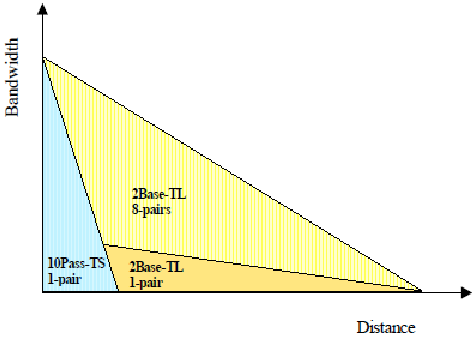 Bandwidth
2Base-TL
8-pairs
10Pass-TS
1-pair
2Base-TL
1-pair
Distance